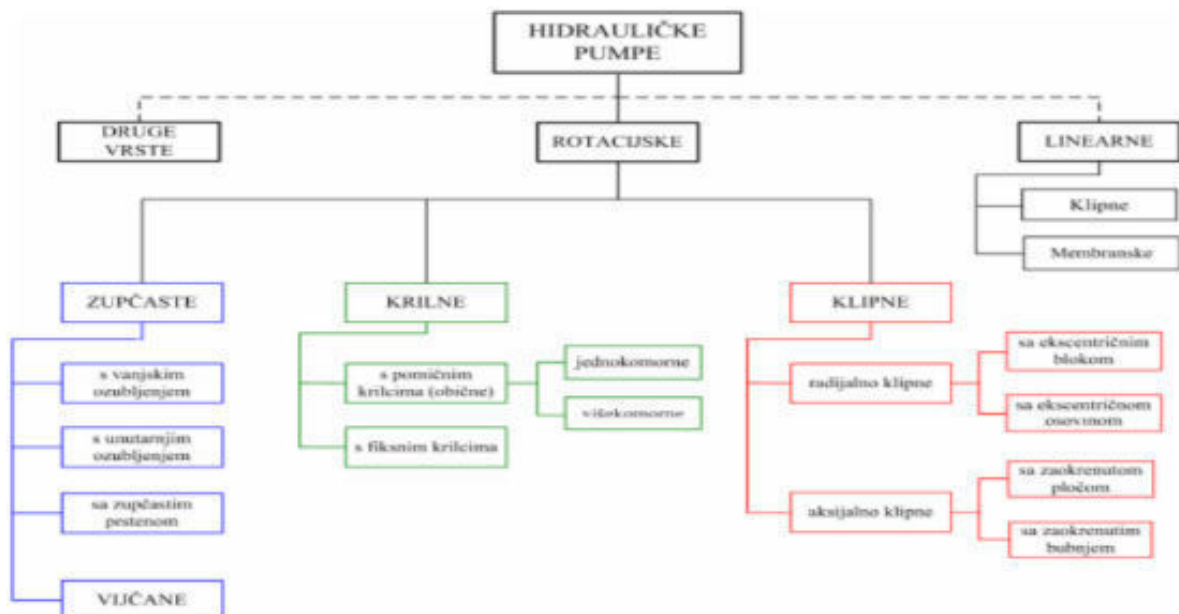 HIDRAULIČKE
PUMPE
DRUGE
VRSTE
ROTACIJSKE
LINEARNE
Klipne
Membranske
ZUPČASTE
KRILNE
KLIPNE
s vanjskim
ozubljenjem
s unutarnjim
ozubljenjem
sa zupčastim
prstenom
VIJČANE
s pomičnim
krilcima (obične)
jednokomorne
višekomorne
s fiksnim krilcima
radijalno klipne
sa ekscentričnim
blokom
sa ekscentričnom
osovinom
aksijalno klipne
sa zaokrenutom
pločom
sa zaokrenutim
bubnjem